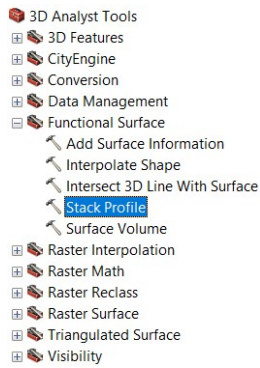 3D Analyst Tools
3D Features
CityEngine
Conversion
Data Management
Functional Surface
Add Surface Information
Interpolate Shape
Intersect 3D Line With Surface
Stack Profile
Surface Volume
Raster Interpolation
Raster Math
Raster Reclass
Raster Surface
Triangulated Surface
Visibility